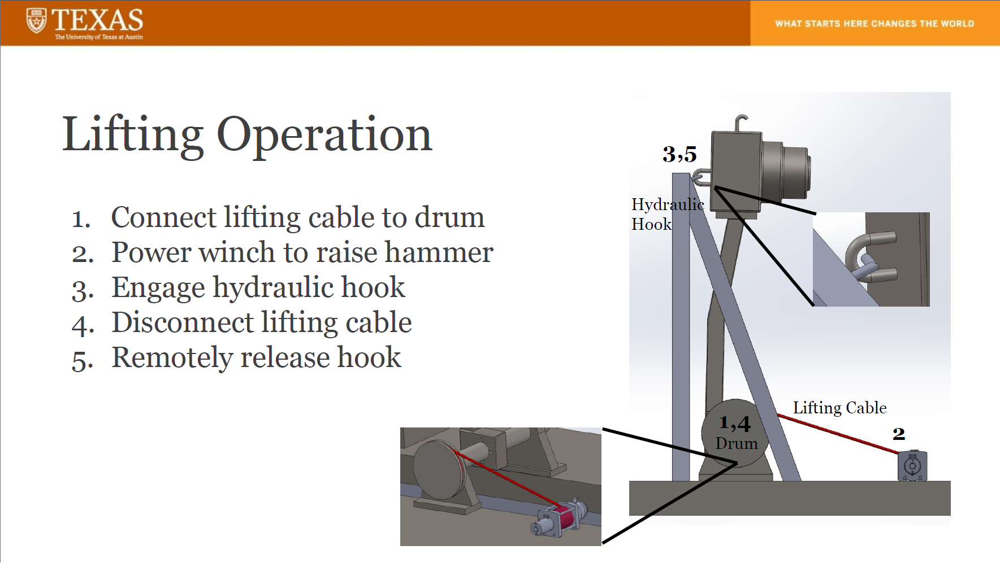 TEXAS
The University of Texas at Austin
WHAT STARTS HERE CHANGES THE WORLD
Lifting Operation
1. Connect lifting cable to drum
2. Power winch to raise hammer
3. Engage hydraulic hook
4. Disconnect lifting cable
5. Remotely release hook
3,5
Hydraulic
Hook
Lifting Cable
2
1,4
Drum